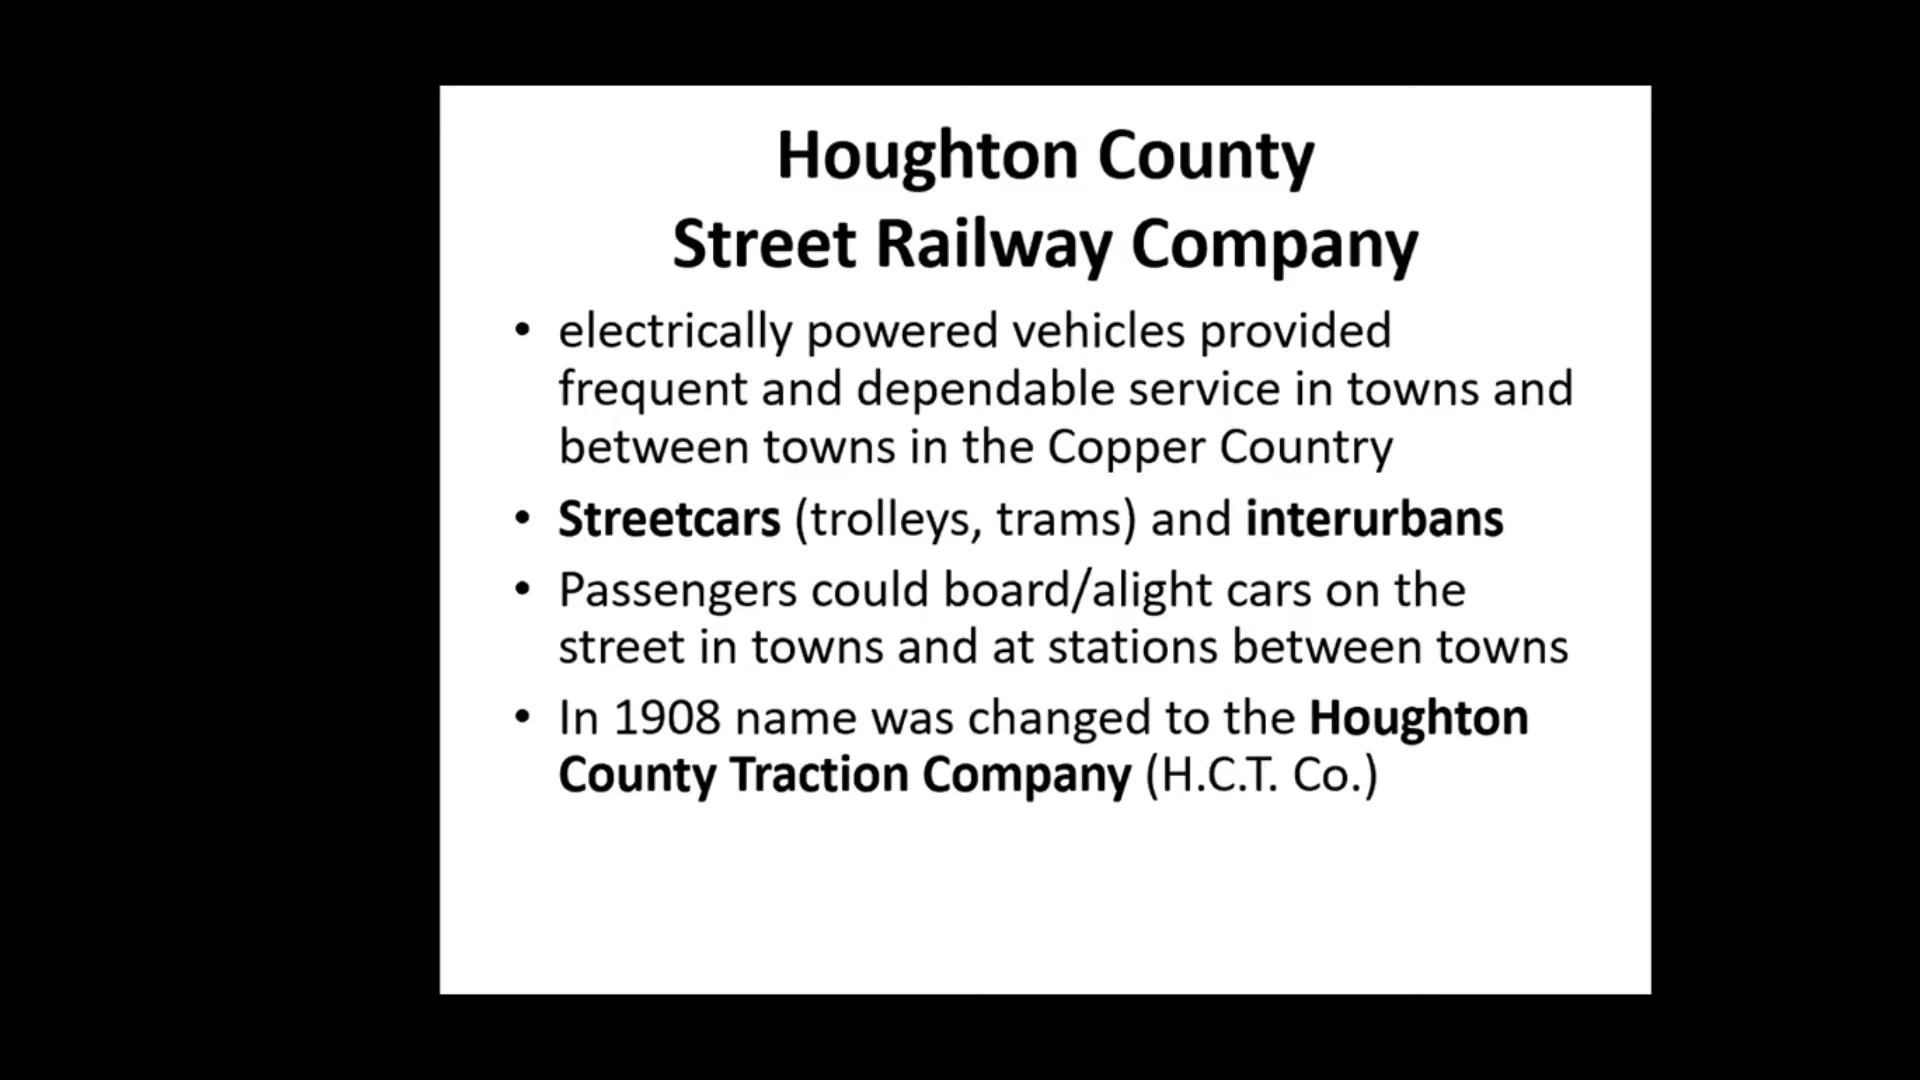 Houghton County
Street Railway Company
• electrically powered vehicles provided
frequent and dependable service in towns and
between towns in the Copper Country
• Streetcars (trolleys, trams) and interurbans
• Passengers could board/alight cars on the
street in towns and at stations between towns
• In 1908 name was changed to the Houghton
County Traction Company (H.C.T. Co.)